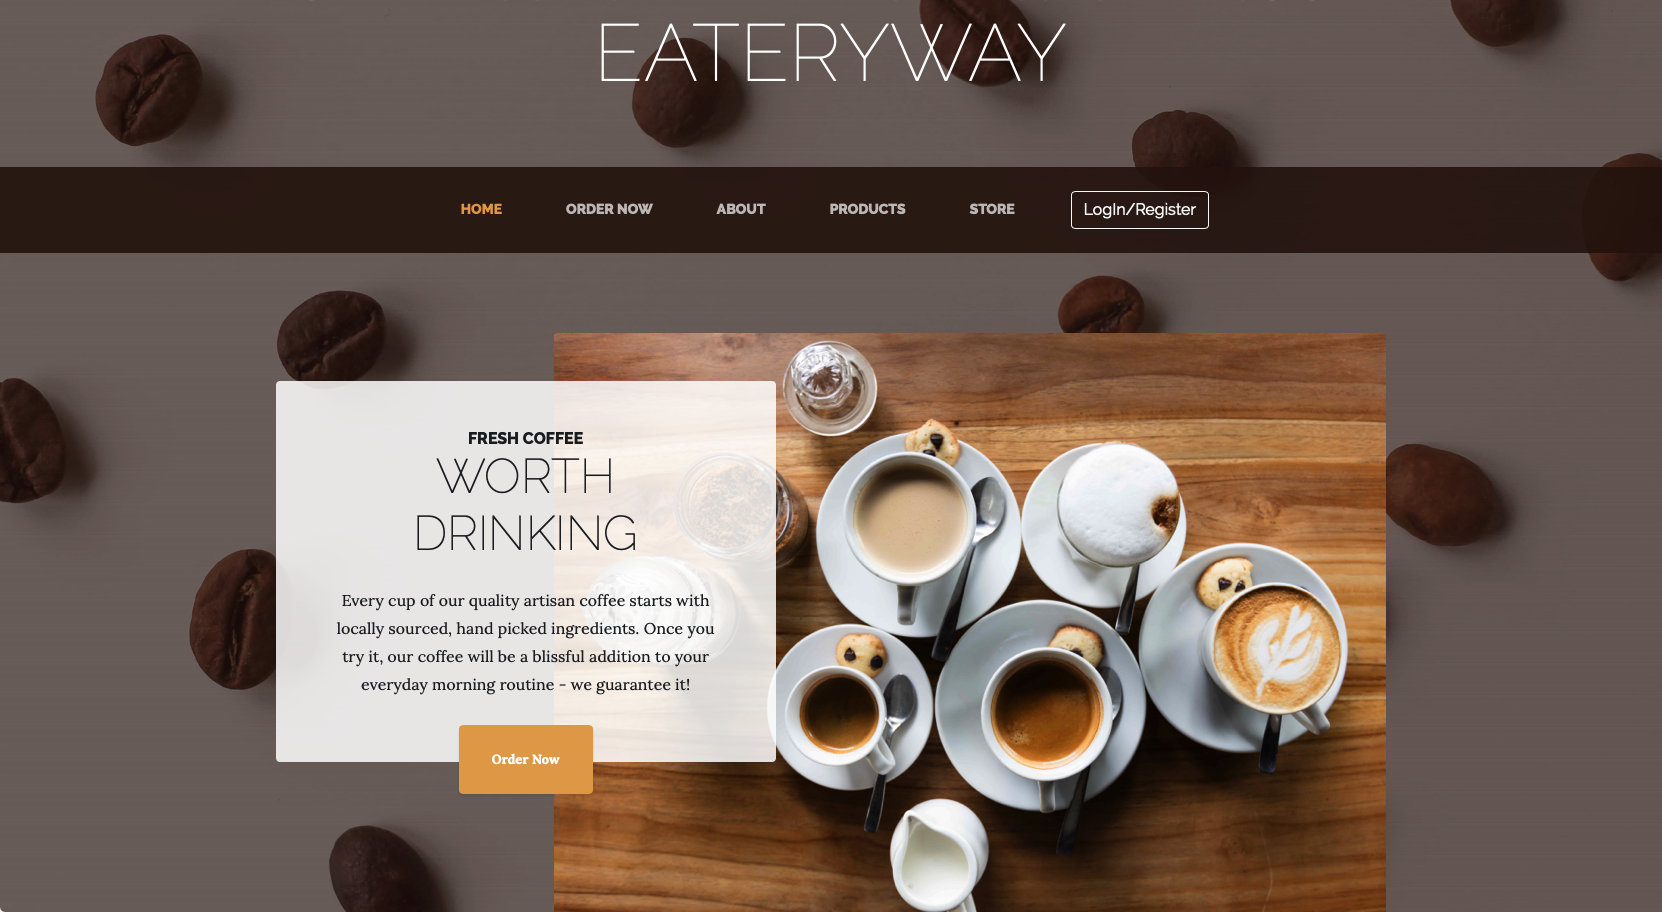 EATERYWAY
HOME ORDER NOW ABOUT PRODUCTS STORE LogIn/Register
FRESH COFFEE
WORTH
DRINKING
Every cup of our quality artisan coffee starts with
locally sourced, hand picked ingredients. Once you
try it, our coffee will be a blissful addition to your
everyday morning routine - we guarantee it!
Order Now